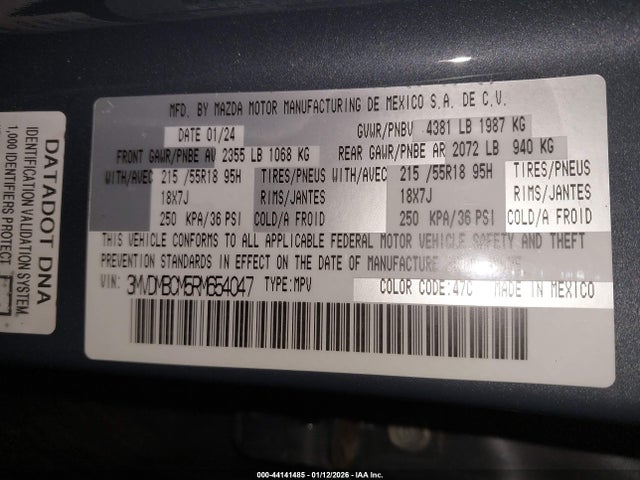 MFD. BY MAZDA MOTOR MANUFACTURING DE MEXICO S.A. DE C.V.
DATE 01/24 GVWR/PNBV 4381 LB 1987 KG
FRONT GAWR/PNBE AV 2355 LB 1068 KG REAR GAWR/PNBE AR 2072 LB 940 KG
WITH/AVEC 215 /55R18 95H TIRES/PNEUS WITH/AVEC 215 /55R18 95H TIRES/PNEUS
18X7J RIMS/JANTES 18X7J RIMS/JANTES
250 KPA/36 PSI COLD/A FROID 250 KPA/36 PSI COLD/A FROID
THIS VEHICLE CONFORMS TO ALL APPLICABLE FEDERAL MOTOR VEHICLE SAFETY AND THEFT
PREVENTION STANDARDS IN EFFECT ON THE DATE OF MANUFACTURE
VIN: 3MVDMBCM5RM654047 TYPE:MPV COLOR CODE:47C MADE IN MEXICO
DATADOT DNA
IDENTIFICATION VALIDATION SYSTEM.
1,000 IDENTIFIERS PROTECT
000-44141485 - 01/12/2026 - IAA Inc.